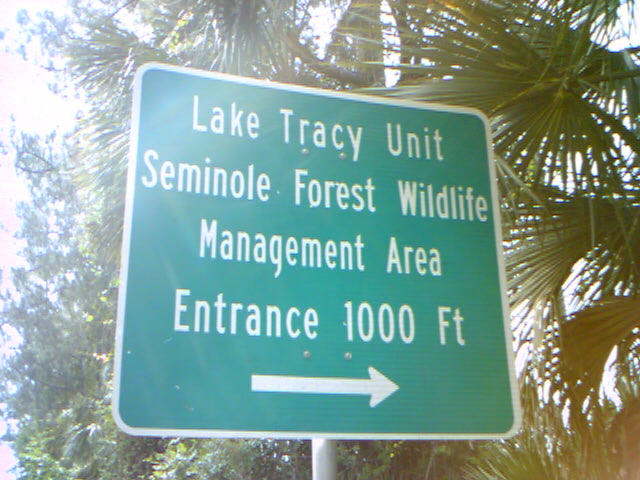 Lake Tracy Unit
Seminole Forest Wildlife
Management Area
Entrance 1000 Ft